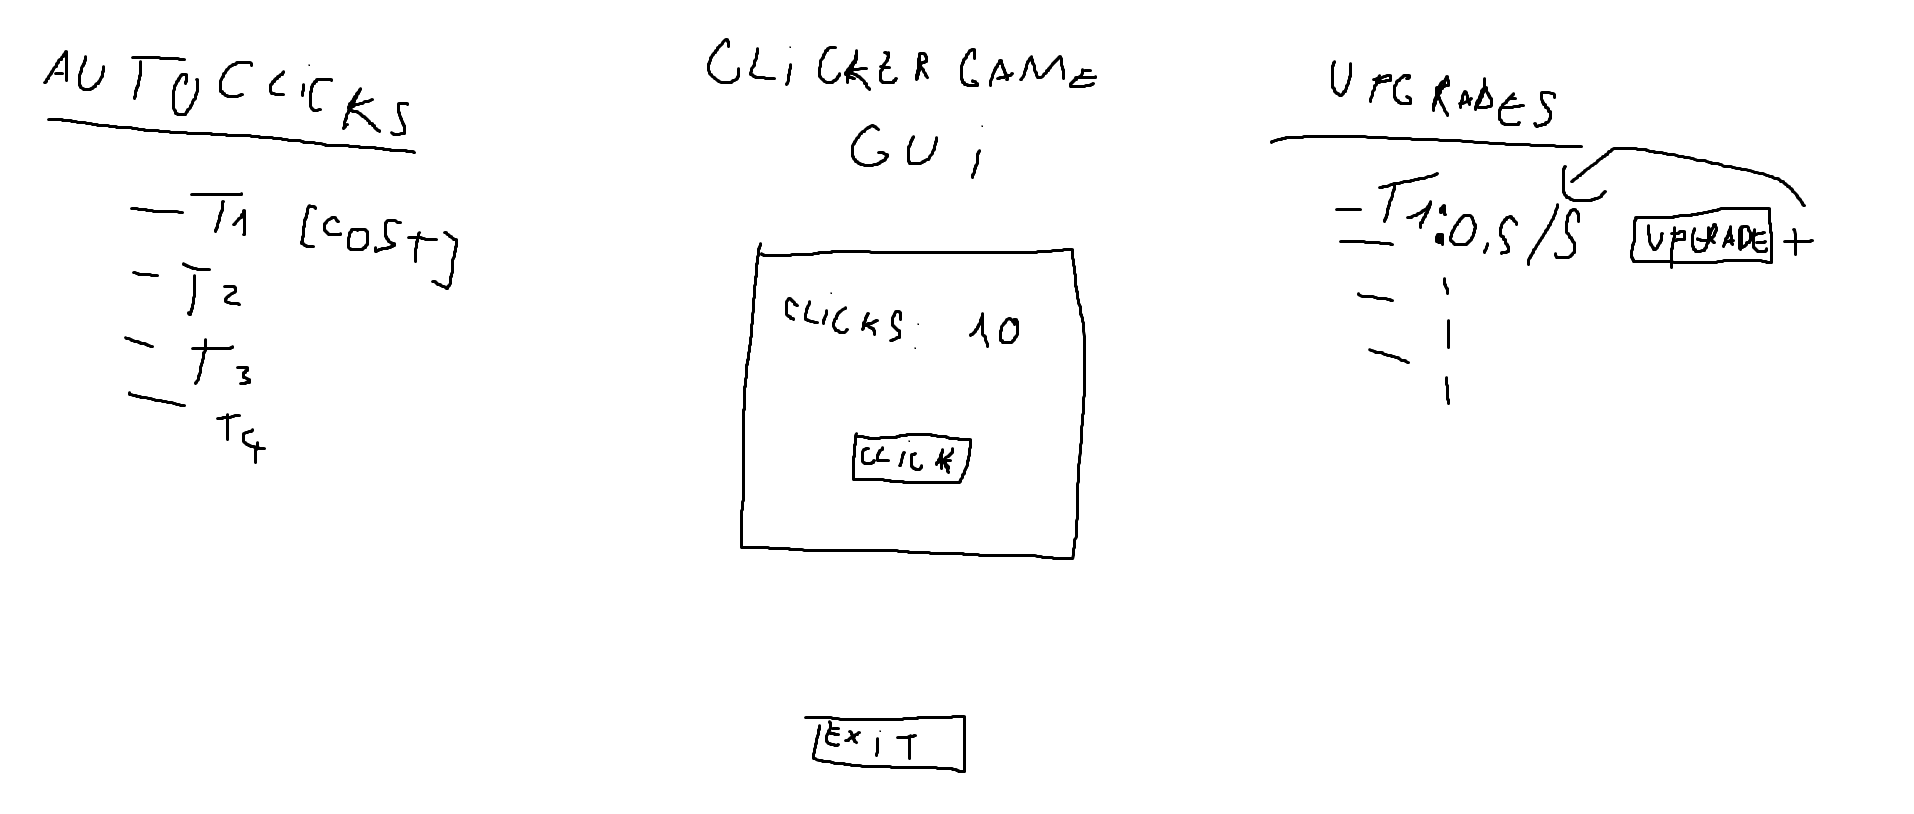 AUTOCLICKS
- T1 [COST]
- T2
- T3
- T4
CLICKER GAME
GUi
CLiCKS: 10
CLICK
EXiT
UPGRADES
- T1:0.5/S UPGRADE +